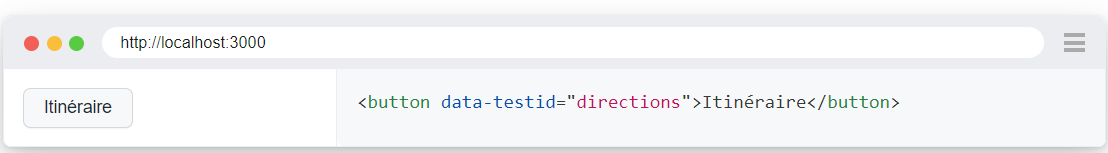 http://localhost:3000
Itinéraire
<button data-testid="directions">Itinéraire</button>